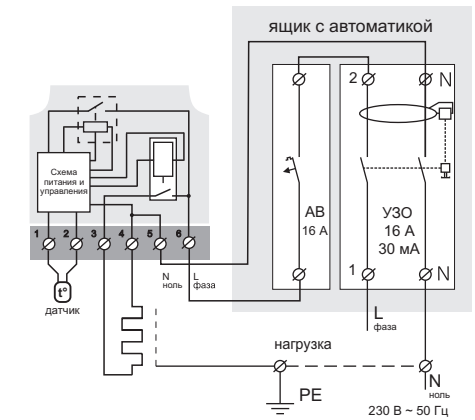 ящик с автоматикой
2
N
Схема
питания и
управления
АВ
16 А
УЗО
16 А
30 мА
1
2
3
4
5
6
N
ноль
L
фаза
1
N
t°
датчик
L
фаза
нагрузка
PE
N
ноль
230 В ~ 50 Гц